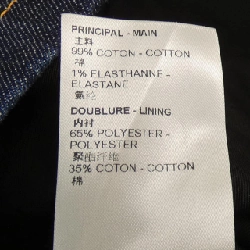 PRINCIPAL - MAIN
主料
99% COTON - COTTON
棉
1% ELASTHANNE -
ELASTANE
氨纶
DOUBLURE - LINING
内衬
65% POLYESTER -
POLYESTER
聚酯纤维
35% COTON - COTTON
棉